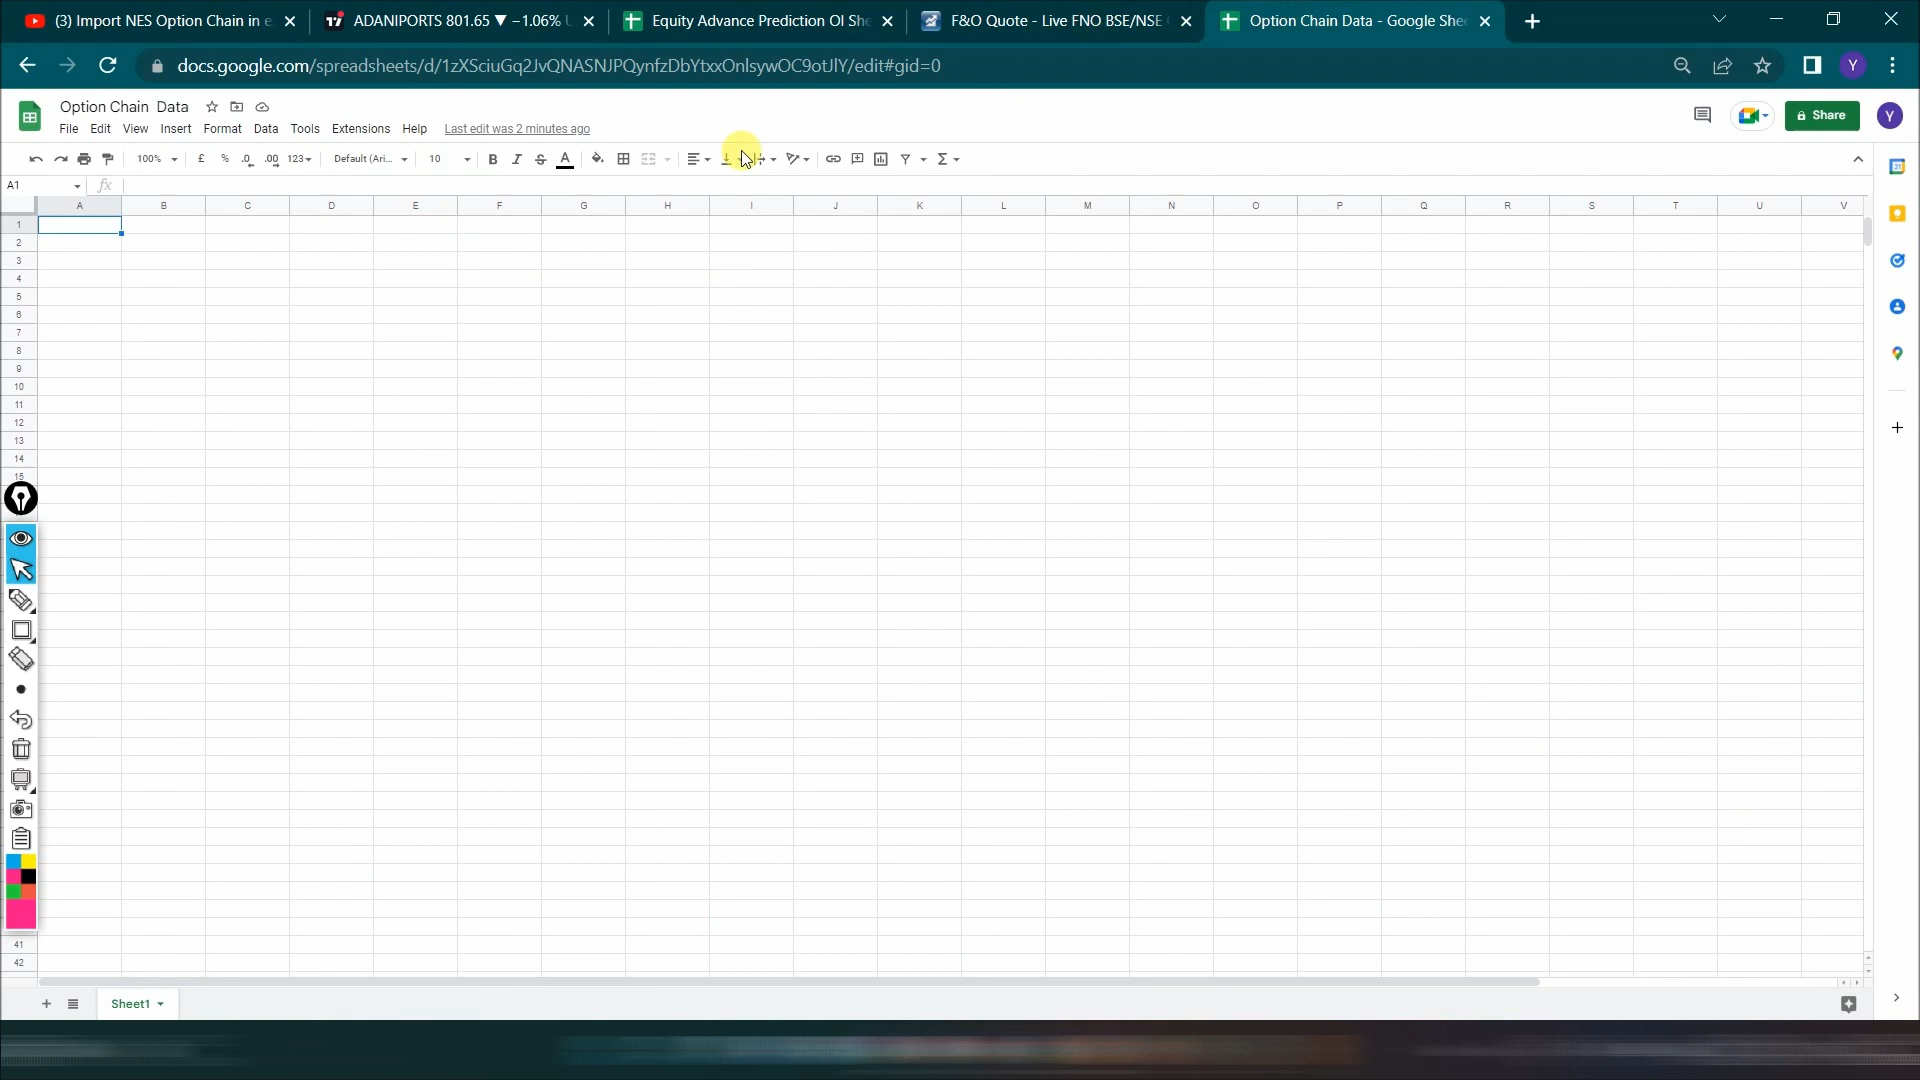 (3) Import NES Option Chain in e
ADANIPORTS 801.65 ▼ −1.06% U
Equity Advance Prediction OI She
F&O Quote - Live FNO BSE/NSE
Option Chain Data - Google Shee
docs.google.com/spreadsheets/d/1zXSciuGq2JvQNASNJPQynfzDbYtxxOnlsywOC9otJlY/edit#gid=0
Y
Option Chain Data
Share
Y
File Edit View Insert Format Data Tools Extensions Help Last edit was 2 minutes ago
100% £ % .0 .00 123 Default (Ari... 10 B I S A Σ
A1 fx
A B C D E F G H I J K L M N O P Q R S T U V
1
2
3
4
5
6
7
8
9
10
11
12
13
14
15
41
42
+ Sheet1